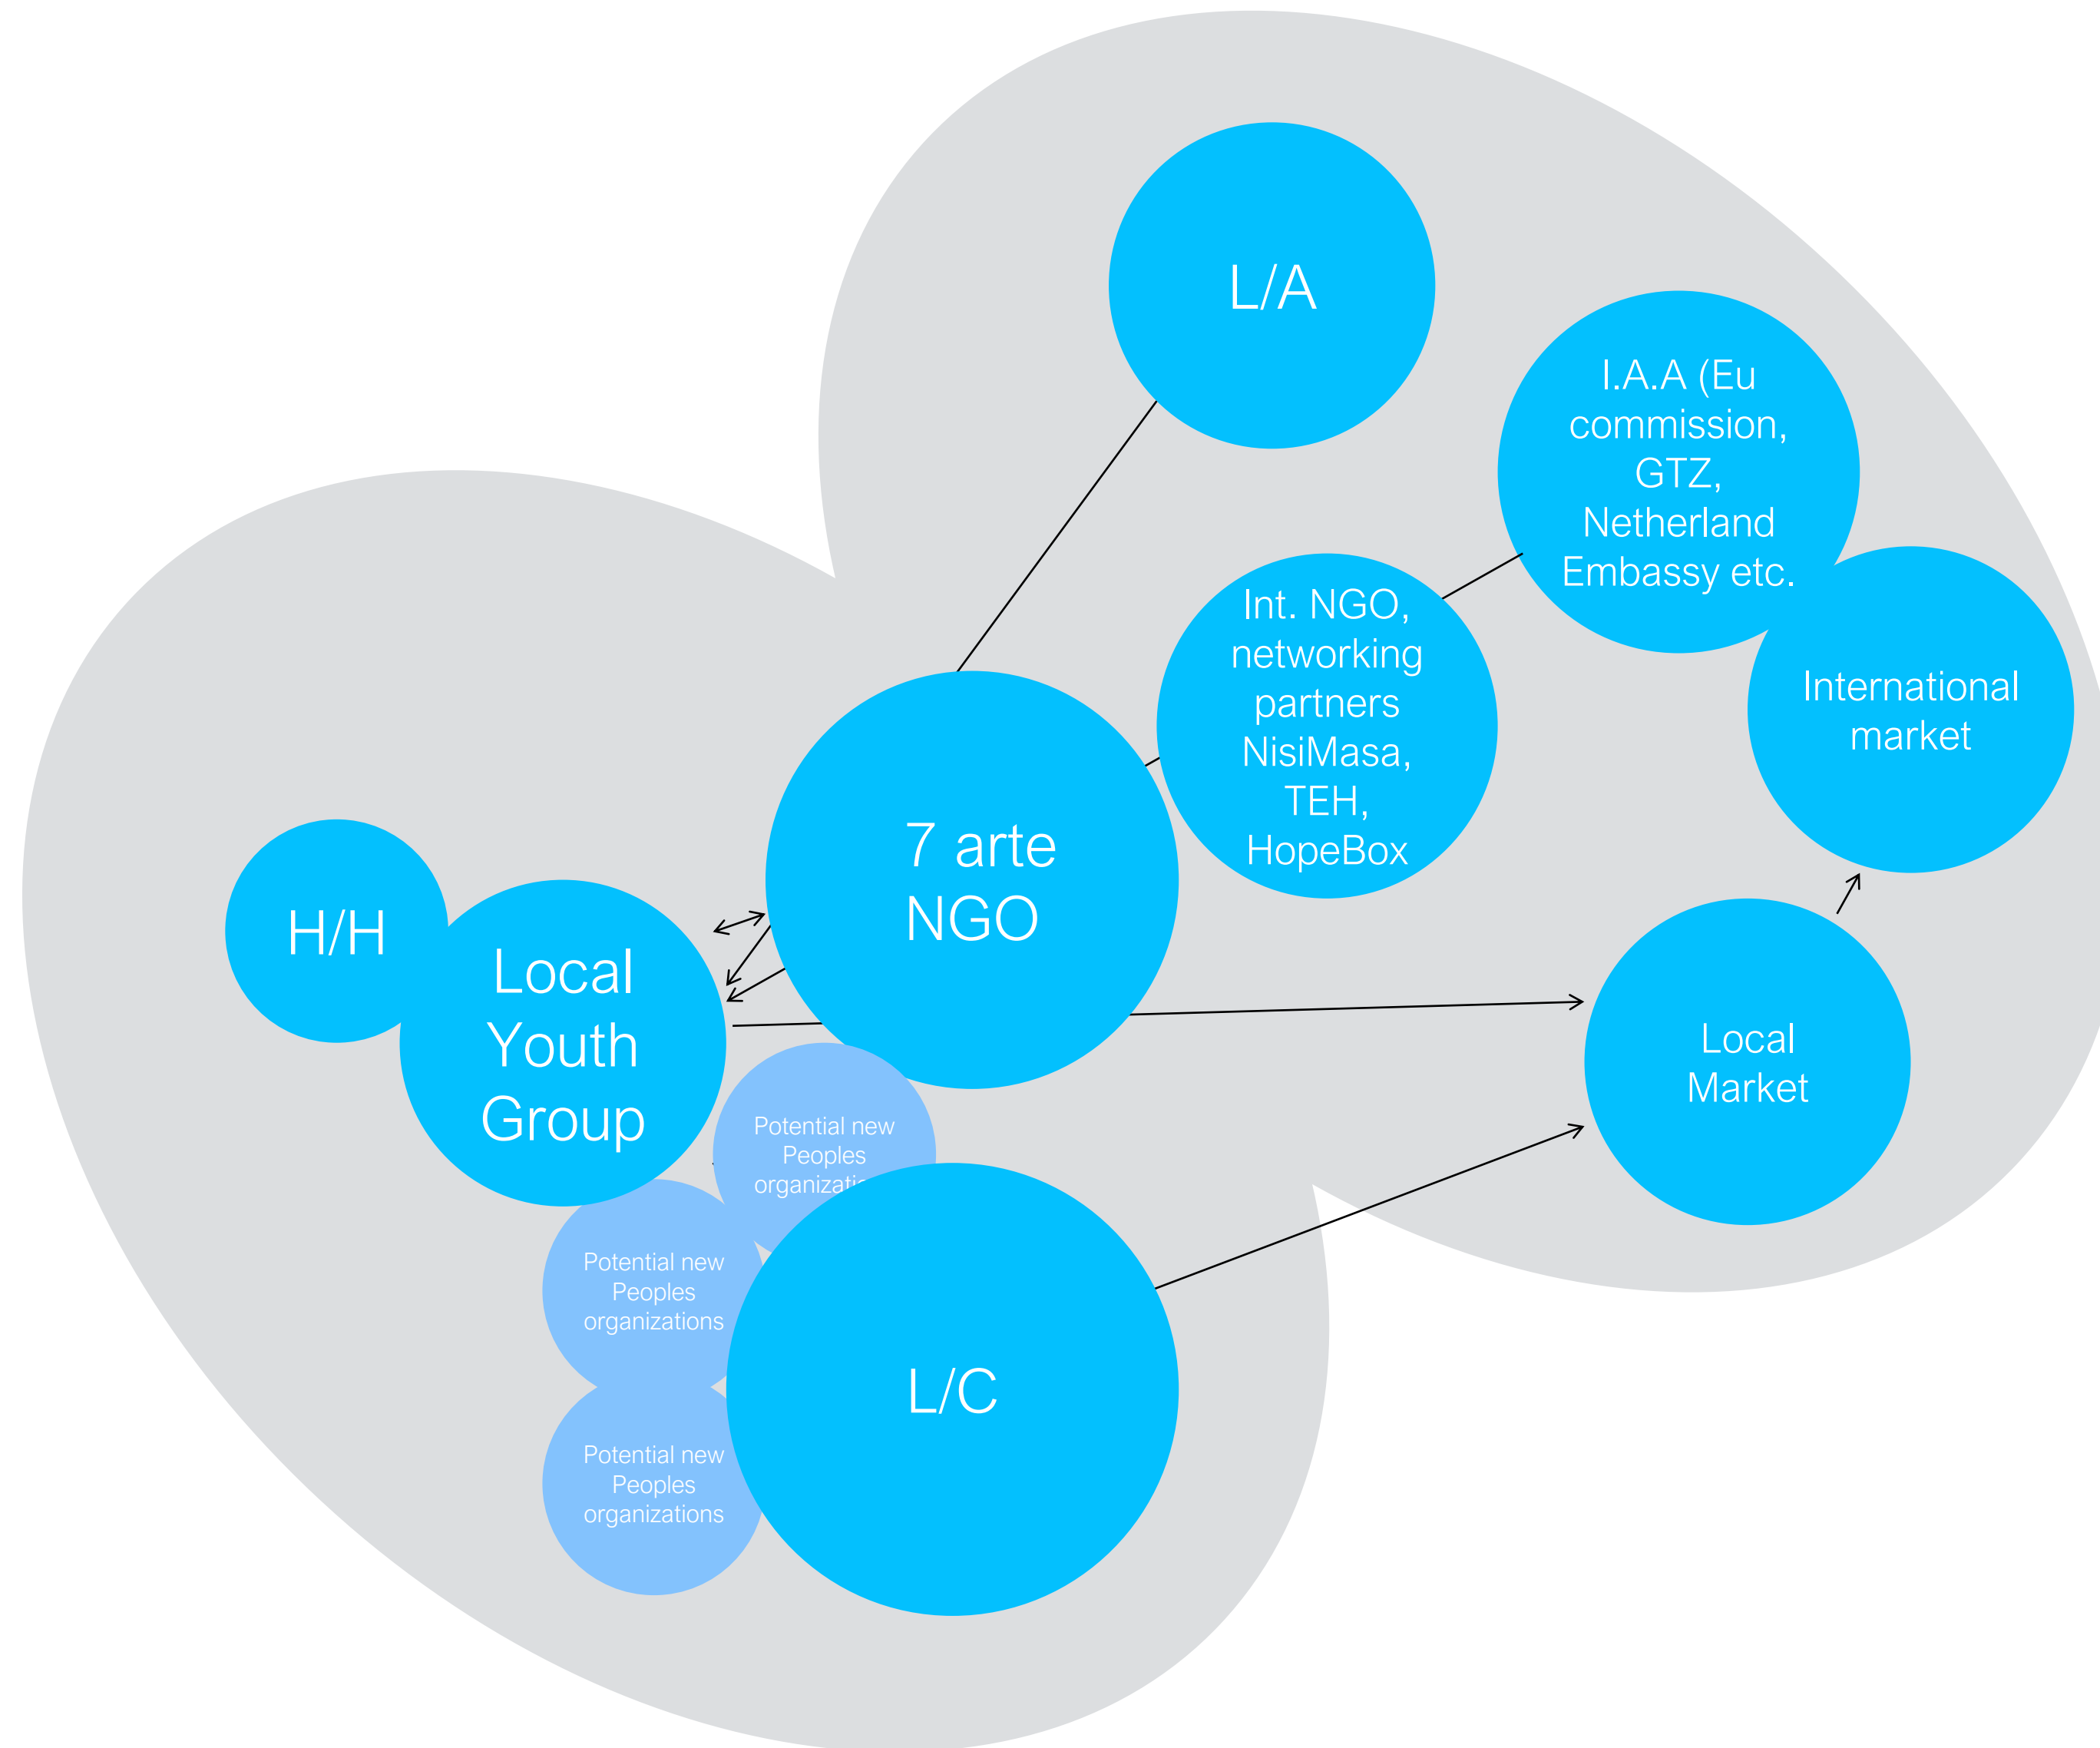 L/A
I.A.A (Eu
commission,
GTZ,
Netherland
Embassy etc.
Int. NGO,
networking
partners
NisiMasa,
TEH,
HopeBox
International
market
7 arte
NGO
H/H
Local
Youth
Group
Local
Market
Potential new
Peoples
Potential new
Peoples
organizations
L/C
Potential new
Peoples
organizations